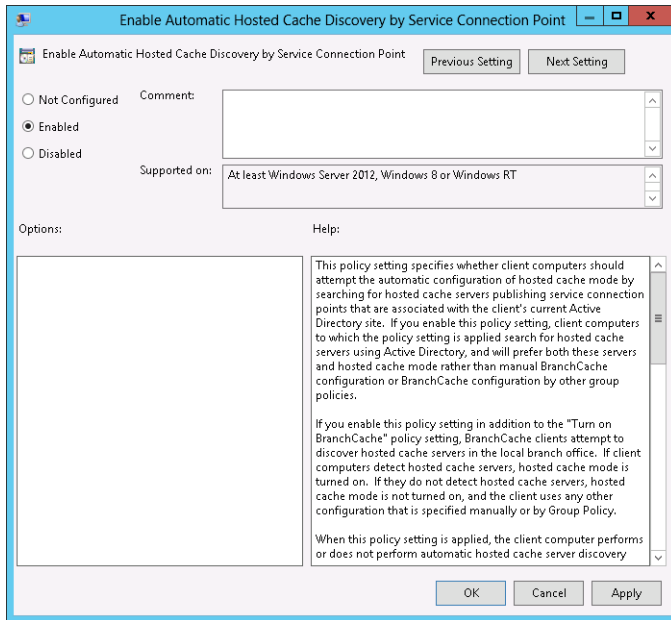 Enable Automatic Hosted Cache Discovery by Service Connection Point
Enable Automatic Hosted Cache Discovery by Service Connection Point
Previous Setting
Next Setting
Not Configured
Comment:
Enabled
Disabled
Supported on:
At least Windows Server 2012, Windows 8 or Windows RT
Options:
Help:
This policy setting specifies whether client computers should
attempt the automatic configuration of hosted cache mode by
searching for hosted cache servers publishing service connection
points that are associated with the client's current Active
Directory site. If you enable this policy setting, client computers
to which the policy setting is applied search for hosted cache
servers using Active Directory, and will prefer both these servers
and hosted cache mode rather than manual BranchCache
configuration or BranchCache configuration by other group
policies.
If you enable this policy setting in addition to the "Turn on
BranchCache" policy setting, BranchCache clients attempt to
discover hosted cache servers in the local branch office. If client
computers detect hosted cache servers, hosted cache mode is
turned on. If they do not detect hosted cache servers, hosted
cache mode is not turned on, and the client uses any other
configuration that is specified manually or by Group Policy.
When this policy setting is applied, the client computer performs
or does not perform automatic hosted cache server discovery
OK
Cancel
Apply